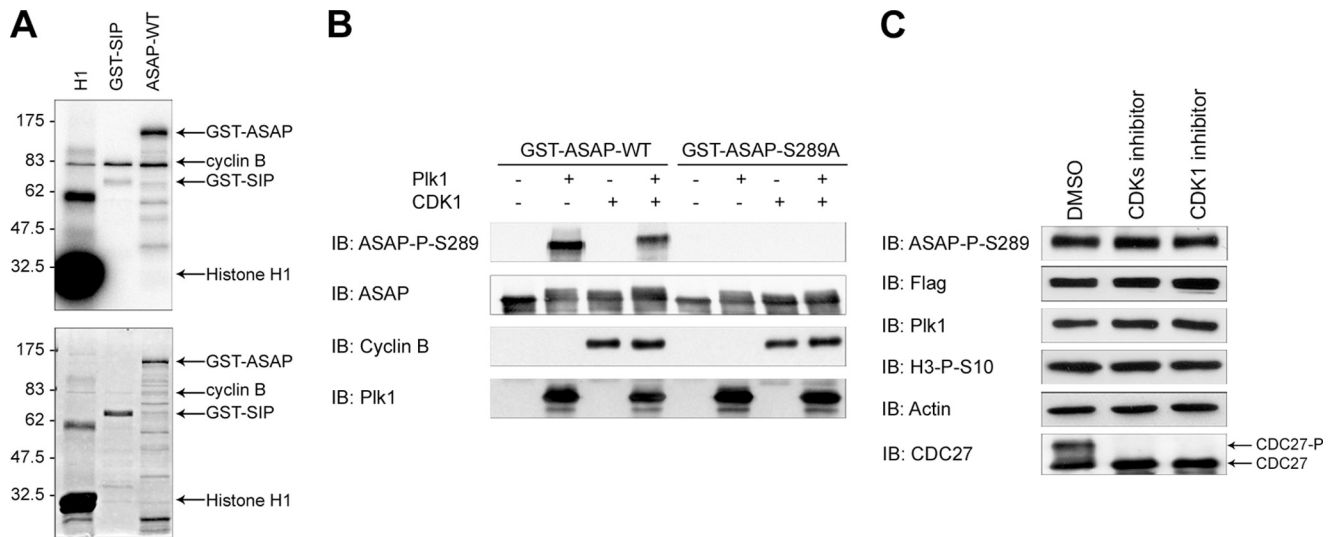 A
H1
GST-SIP
ASAP-WT
175
83
62
47.5
32.5
GST-ASAP
cyclin B
GST-SIP
Histone H1
175
83
62
47.5
32.5
GST-ASAP
cyclin B
GST-SIP
Histone H1
B
GST-ASAP-WT GST-ASAP-S289A
Plk1 - + - + - + - +
CDK1 - - + + - - + +
IB: ASAP-P-S289
IB: ASAP
IB: Cyclin B
IB: Plk1
C
DMSO
CDKs inhibitor
CDK1 inhibitor
IB: ASAP-P-S289
IB: Flag
IB: Plk1
IB: H3-P-S10
IB: Actin
IB: CDC27
CDC27-P
CDC27